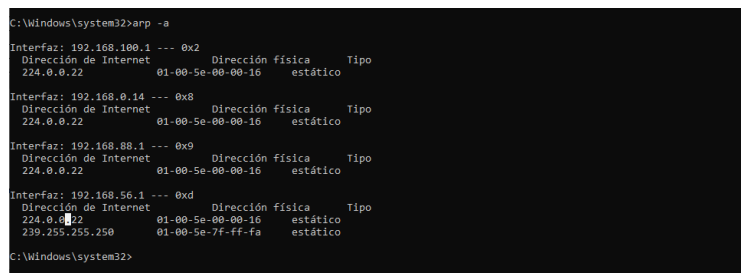 C:\Windows\system32>arp -a
Interfaz: 192.168.100.1 --- 0x2
Dirección de Internet Dirección física Tipo
224.0.0.22 01-00-5e-00-00-16 estático
Interfaz: 192.168.0.14 --- 0x8
Dirección de Internet Dirección física Tipo
224.0.0.22 01-00-5e-00-00-16 estático
Interfaz: 192.168.88.1 --- 0x9
Dirección de Internet Dirección física Tipo
224.0.0.22 01-00-5e-00-00-16 estático
Interfaz: 192.168.56.1 --- 0xd
Dirección de Internet Dirección física Tipo
224.0.0.22 01-00-5e-00-00-16 estático
239.255.255.250 01-00-5e-7f-ff-fa estático
C:\Windows\system32>